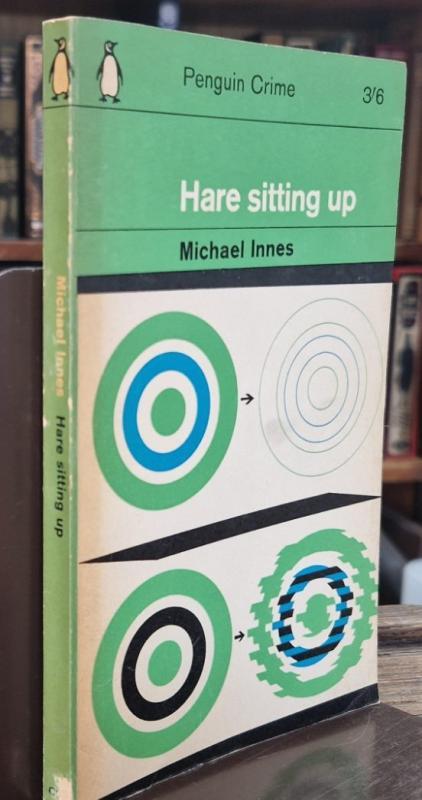 Penguin Crime 3/6
Hare sitting up
Michael Innes
Michael Innes Hare sitting up